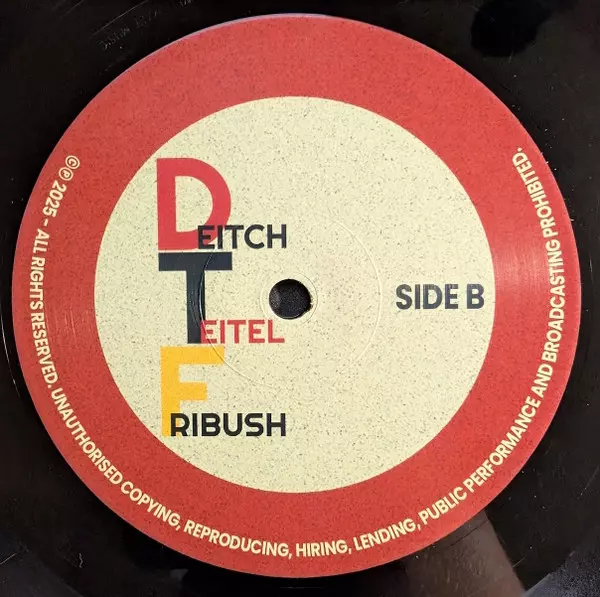 DEITCH
TEITEL
FRIBUSH
SIDE B
©℗ 2025 - ALL RIGHTS RESERVED. UNAUTHORISED COPYING, REPRODUCING, HIRING, LENDING, PUBLIC PERFORMANCE AND BROADCASTING PROHIBITED.